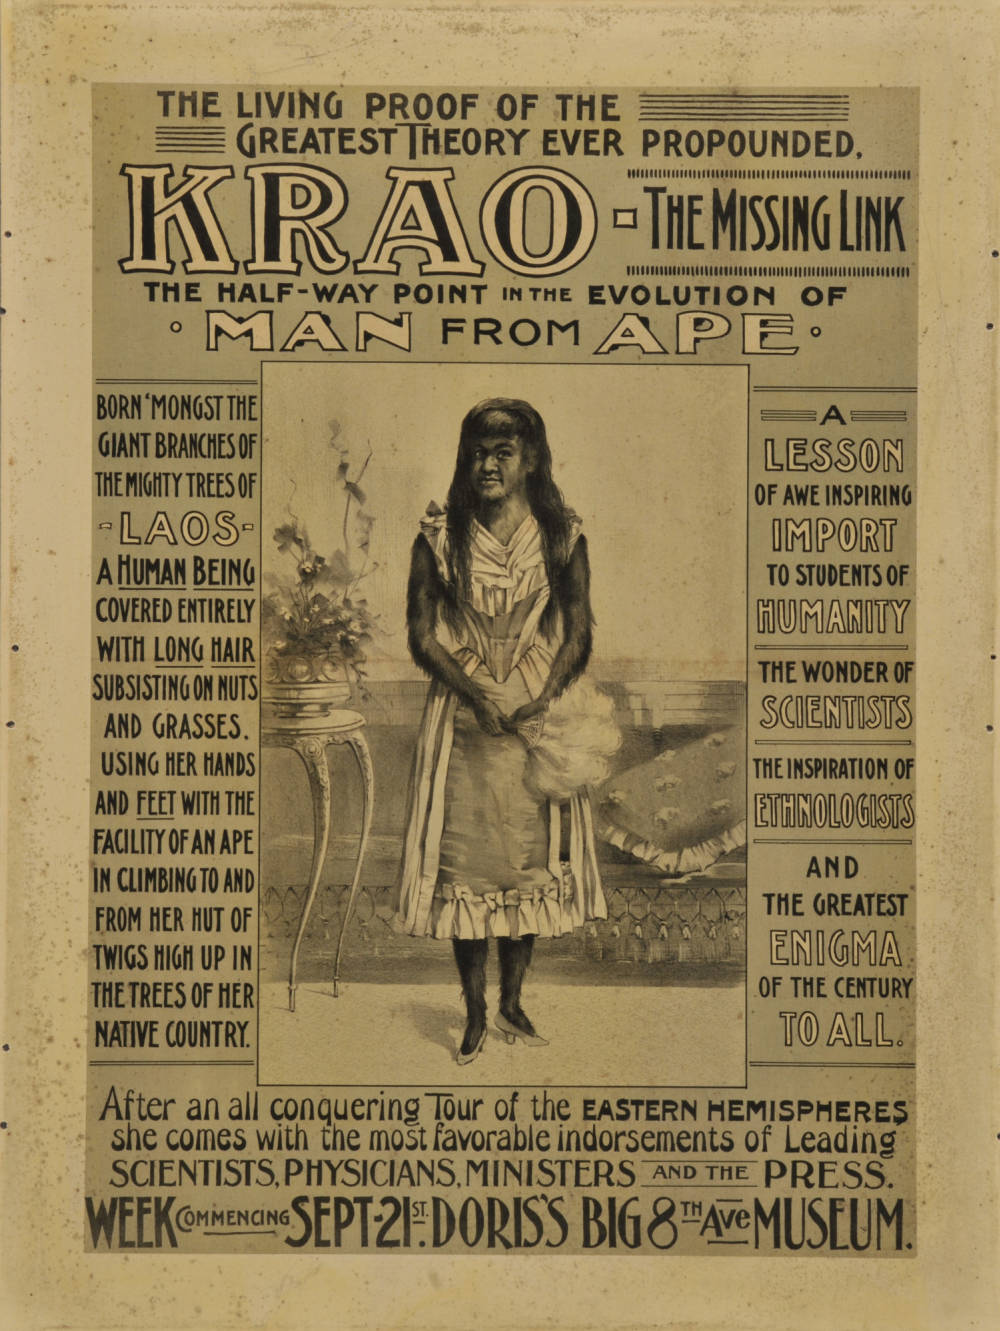 THE LIVING PROOF OF THE
GREATEST THEORY EVER PROPOUNDED,
KRAO - THE MISSING LINK
THE HALF-WAY POINT IN THE EVOLUTION OF
· MAN FROM APE ·
BORN 'MONGST THE
GIANT BRANCHES OF
THE MIGHTY TREES OF
- LAOS -
A HUMAN BEING
COVERED ENTIRELY
WITH LONG HAIR
SUBSISTING ON NUTS
AND GRASSES.
USING HER HANDS
AND FEET WITH THE
FACILITY OF AN APE
IN CLIMBING TO AND
FROM HER HUT OF
TWIGS HIGH UP IN
THE TREES OF HER
NATIVE COUNTRY.
A
LESSON
OF AWE INSPIRING
IMPORT
TO STUDENTS OF
HUMANITY
THE WONDER OF
SCIENTISTS
THE INSPIRATION OF
ETHNOLOGISTS
AND
THE GREATEST
ENIGMA
OF THE CENTURY
TO ALL.
After an all conquering Tour of the EASTERN HEMISPHERES
she comes with the most favorable indorsements of Leading
SCIENTISTS, PHYSICIANS, MINISTERS AND THE PRESS.
WEEK COMMENCING SEPT-21ST. DORIS'S BIG 8TH AVE MUSEUM.